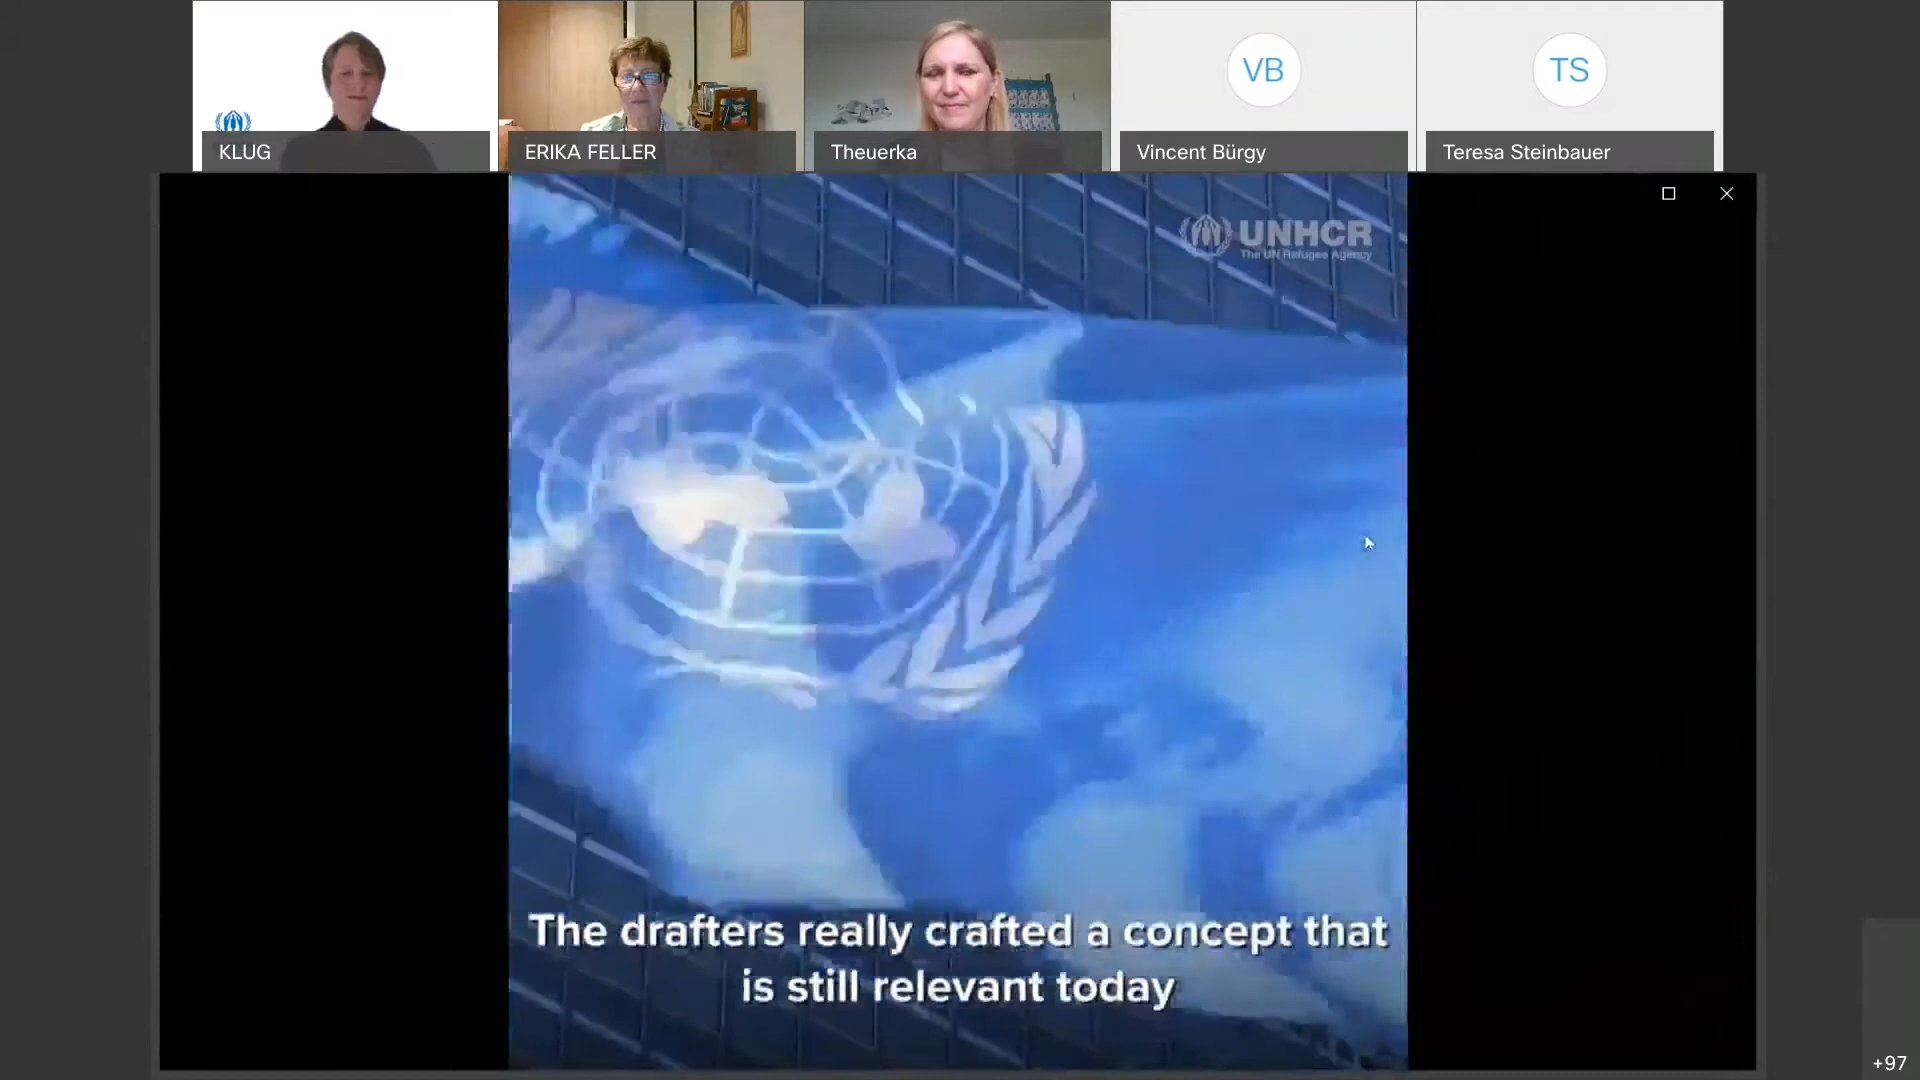 VB
TS
KLUG
ERIKA FELLER
Theuerka
Vincent Bürgy
Teresa Steinbauer
UNHCR
The UN Refugee Agency
The drafters really crafted a concept that
is still relevant today
+97